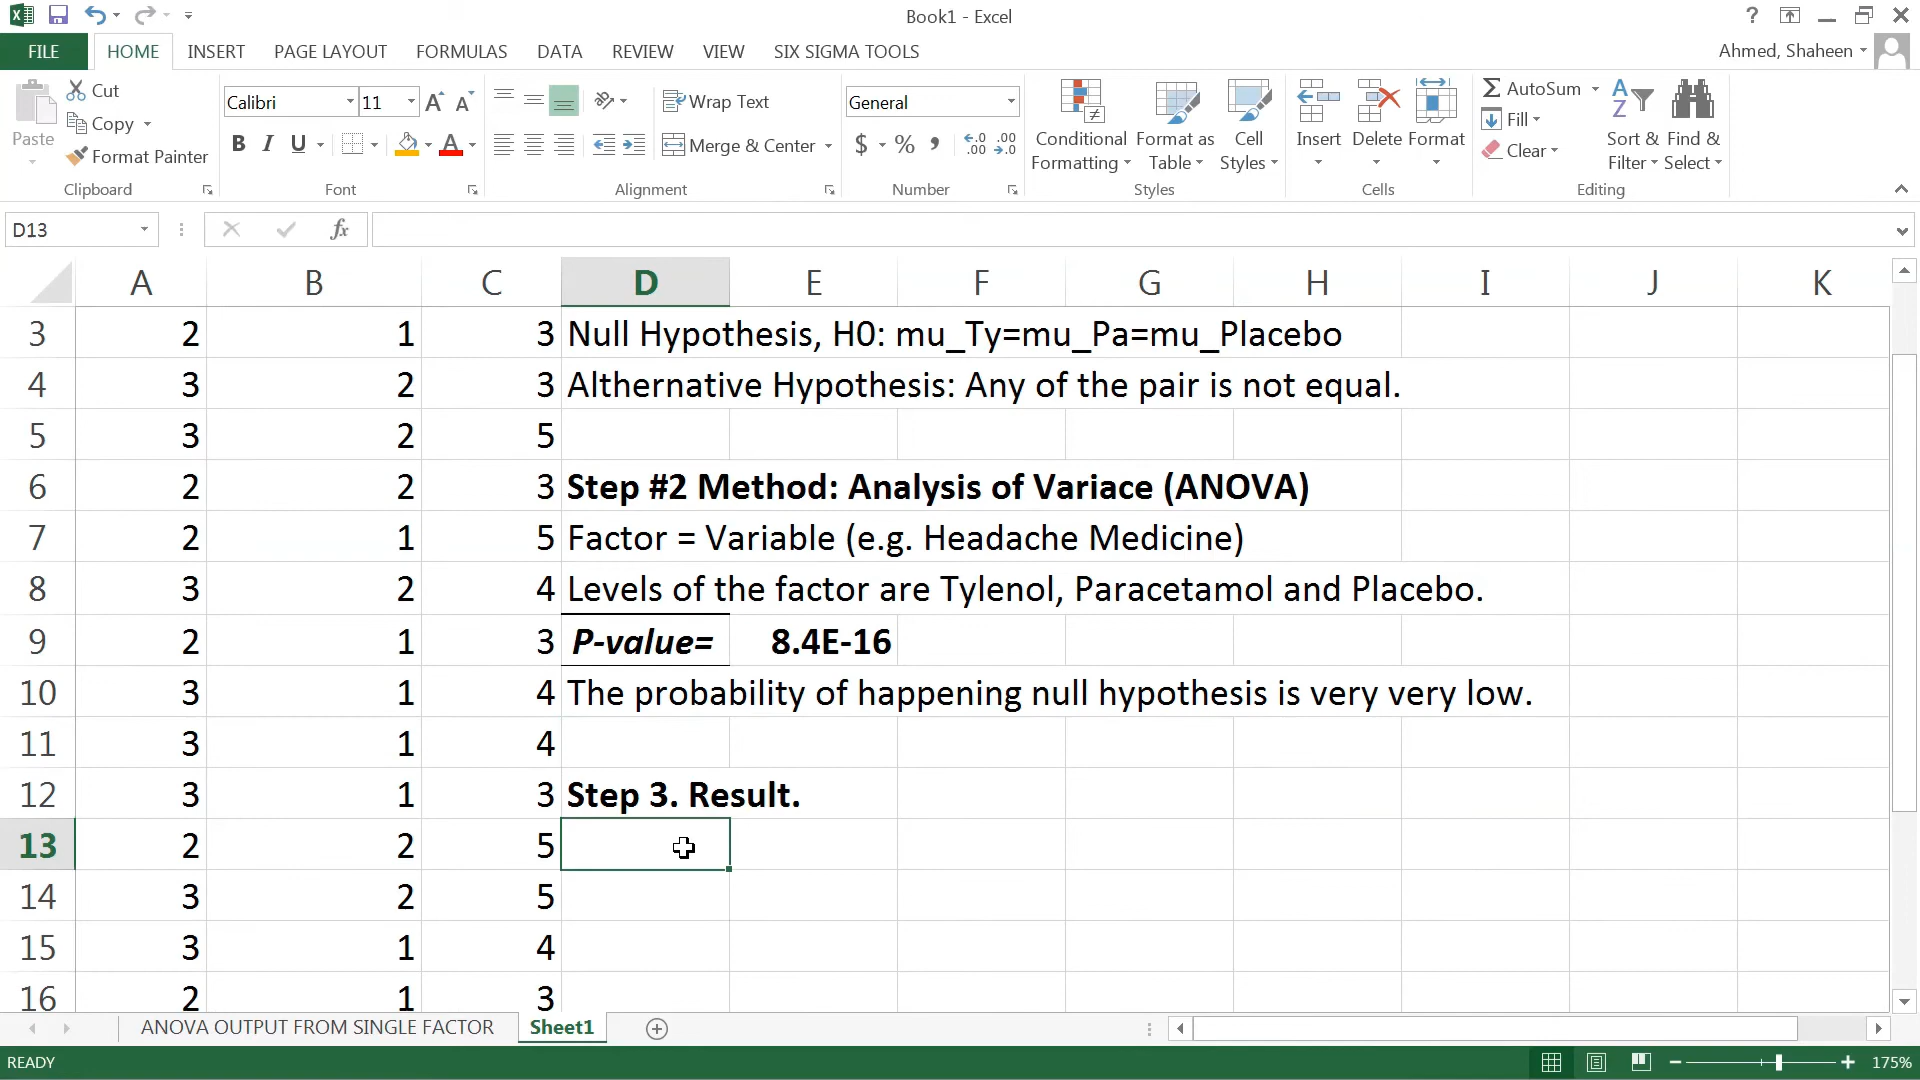 Book1 - Excel
?
FILE HOME INSERT PAGE LAYOUT FORMULAS DATA REVIEW VIEW SIX SIGMA TOOLS Ahmed, Shaheen
Paste
Cut
Copy
Format Painter
Clipboard
Calibri 11 A A
B I U A
Font
Wrap Text
Merge & Center
Alignment
General
$ % , .0 .00 .00 .0
Number
Conditional Formatting
Format as Table
Cell Styles
Styles
Insert
Delete
Format
Cells
AutoSum
Fill
Clear
Sort & Filter
Find & Select
Editing
D13 fx
A B C D E F G H I J K
3 2 1 3 Null Hypothesis, H0: mu_Ty=mu_Pa=mu_Placebo
4 3 2 3 Althernative Hypothesis: Any of the pair is not equal.
5 3 2 5
6 2 2 3 Step #2 Method: Analysis of Variace (ANOVA)
7 2 1 5 Factor = Variable (e.g. Headache Medicine)
8 3 2 4 Levels of the factor are Tylenol, Paracetamol and Placebo.
9 2 1 3 P-value= 8.4E-16
10 3 1 4 The probability of happening null hypothesis is very very low.
11 3 1 4
12 3 1 3 Step 3. Result.
13 2 2 5
14 3 2 5
15 3 1 4
16 2 1 3
ANOVA OUTPUT FROM SINGLE FACTOR Sheet1
READY 175%